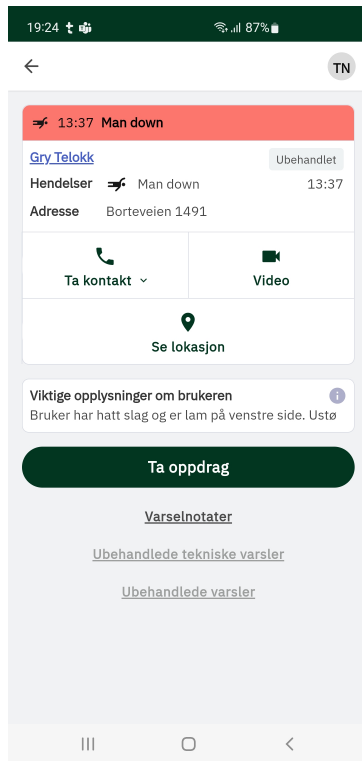 19:24 87%
TN
13:37 Man down
Gry Telokk Ubehandlet
Hendelser Man down 13:37
Adresse Borteveien 1491
Ta kontakt Video
Se lokasjon
Viktige opplysninger om brukeren
Bruker har hatt slag og er lam på venstre side. Ustø
Ta oppdrag
Varselnotater
Ubehandlede tekniske varsler
Ubehandlede varsler